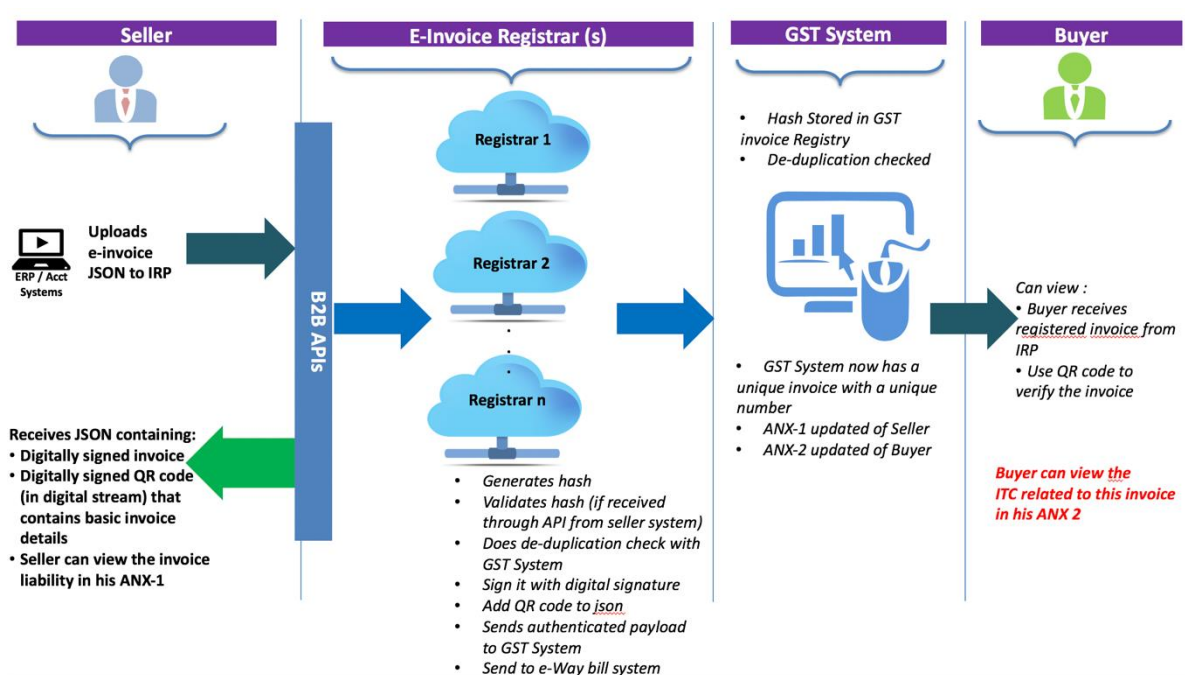 Seller
E-Invoice Registrar (s)
GST System
Buyer
ERP / Acct
Systems
Uploads
e-invoice
JSON to IRP
Receives JSON containing:
• Digitally signed invoice
• Digitally signed QR code
(in digital stream) that
contains basic invoice
details
• Seller can view the invoice
liability in his ANX-1
B2B APIs
Registrar 1
Registrar 2
Registrar n
• Generates hash
• Validates hash (if received
through API from seller system)
• Does de-duplication check with
GST System
• Sign it with digital signature
• Add QR code to json
• Sends authenticated payload
to GST System
• Send to e-Way bill system
• Hash Stored in GST
invoice Registry
• De-duplication checked
• GST System now has a
unique invoice with a unique
number
• ANX-1 updated of Seller
• ANX-2 updated of Buyer
Can view :
• Buyer receives
registered invoice from
IRP
• Use QR code to
verify the invoice
Buyer can view the
ITC related to this invoice
in his ANX 2